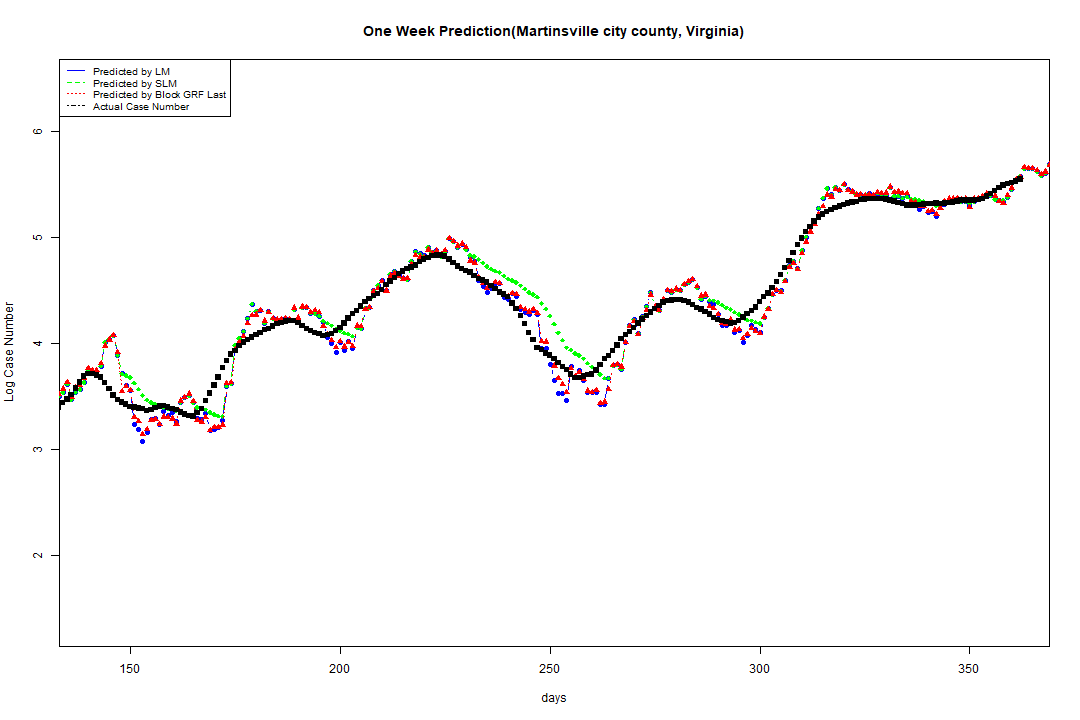 One Week Prediction(Martinsville city county, Virginia)
Predicted by LM
Predicted by SLM
Predicted by Block GRF Last
Actual Case Number
6
5
4
3
2
Log Case Number
150 200 250 300 350
days